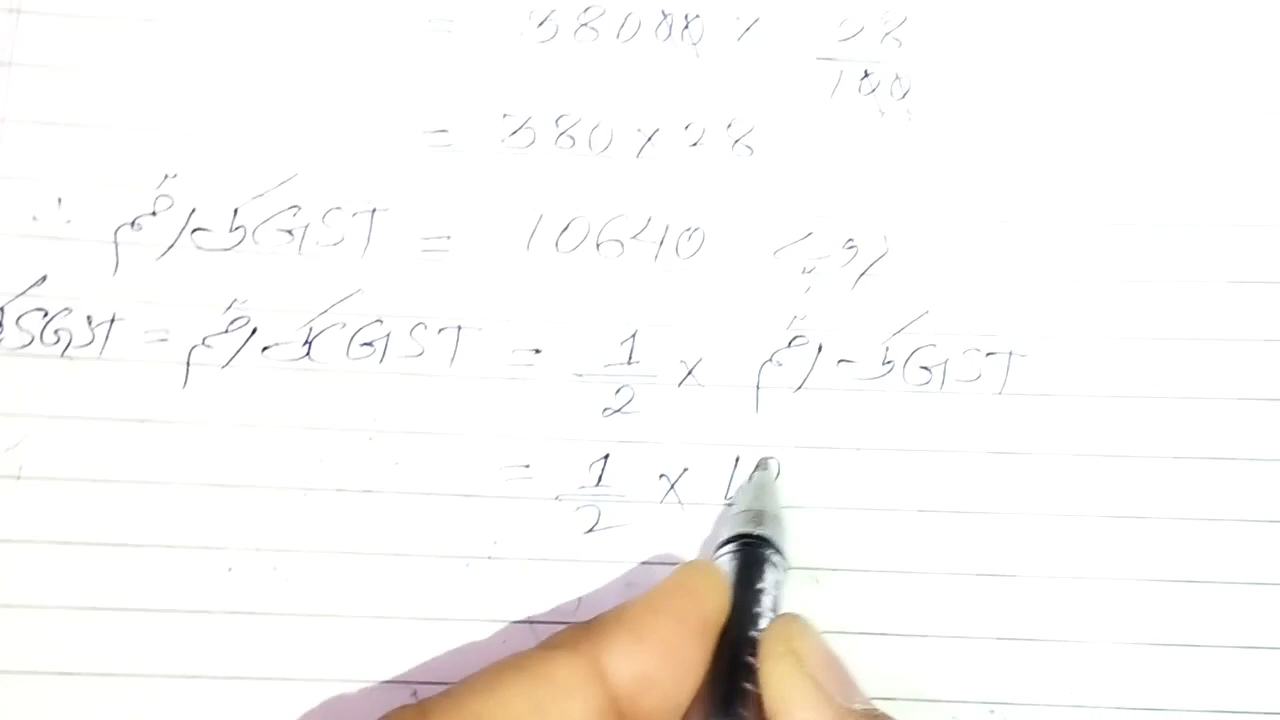 = 38000 × 28/100
= 380 × 28
∴ GST کی رقم = 10640 روپے
SGST = CGST کی رقم = 1/2 × GST کی رقم
= 1/2 × 10